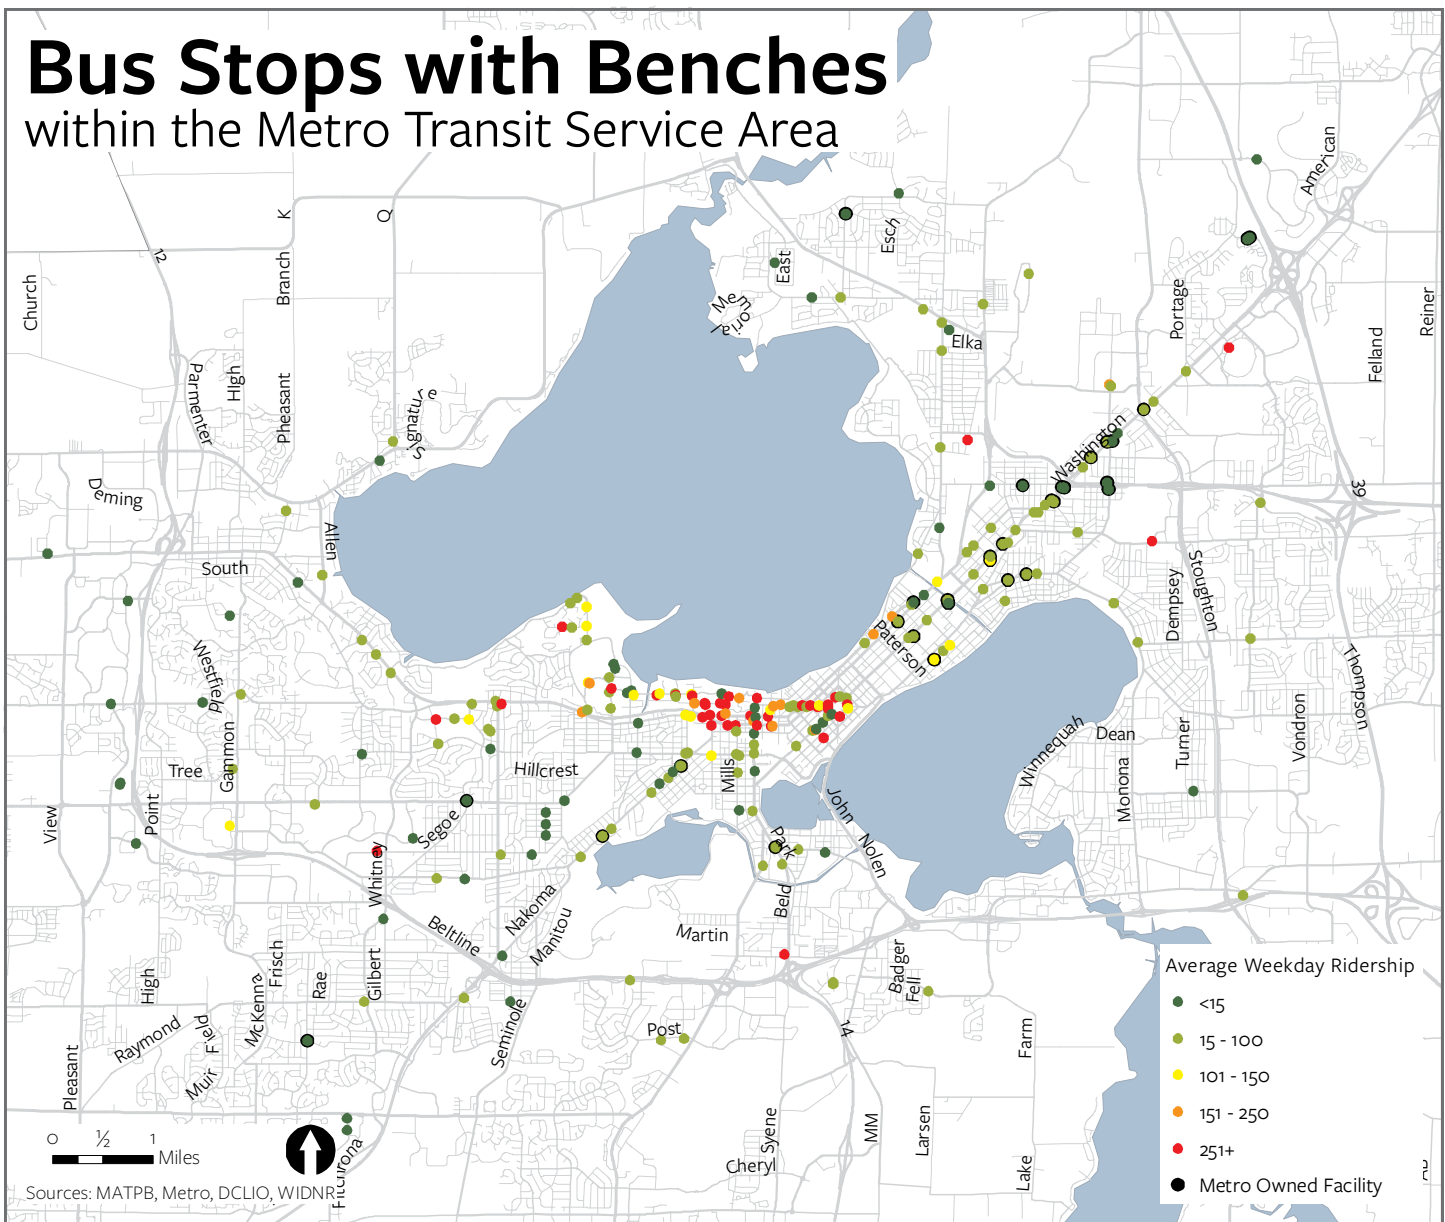 Bus Stops with Benches
within the Metro Transit Service Area
American
K
Q
Esch
12
East
Branch
Church
Memorial
Portage
Reiner
Elka
Felland
Parmenter
HIgh
Pheasant
Signature
Washington
Deming
39
Allen
South
Stoughton
Dempsey
Paterson
Westfield
Thompson
Gammon
Vondron
Winnequah
Dean
Turner
Tree
Hillcrest
Mills
Monona
View
Point
Segoe
John Nolen
Park
Whitney
Beld
Nakoma
Manitou
Beltline
Martin
High
Frisch
Rae
Gilbert
Badger
Fell
McKenna
Raymond
Field
Seminole
Post
14
Farm
Muir
Pleasant
Syene
MM
Larsen
Cheryl
Lake
Fitchrona
Average Weekday Ridership
<15
15 - 100
101 - 150
151 - 250
251+
Metro Owned Facility
0 ½ 1
Miles
Sources: MATPB, Metro, DCLIO, WIDNR